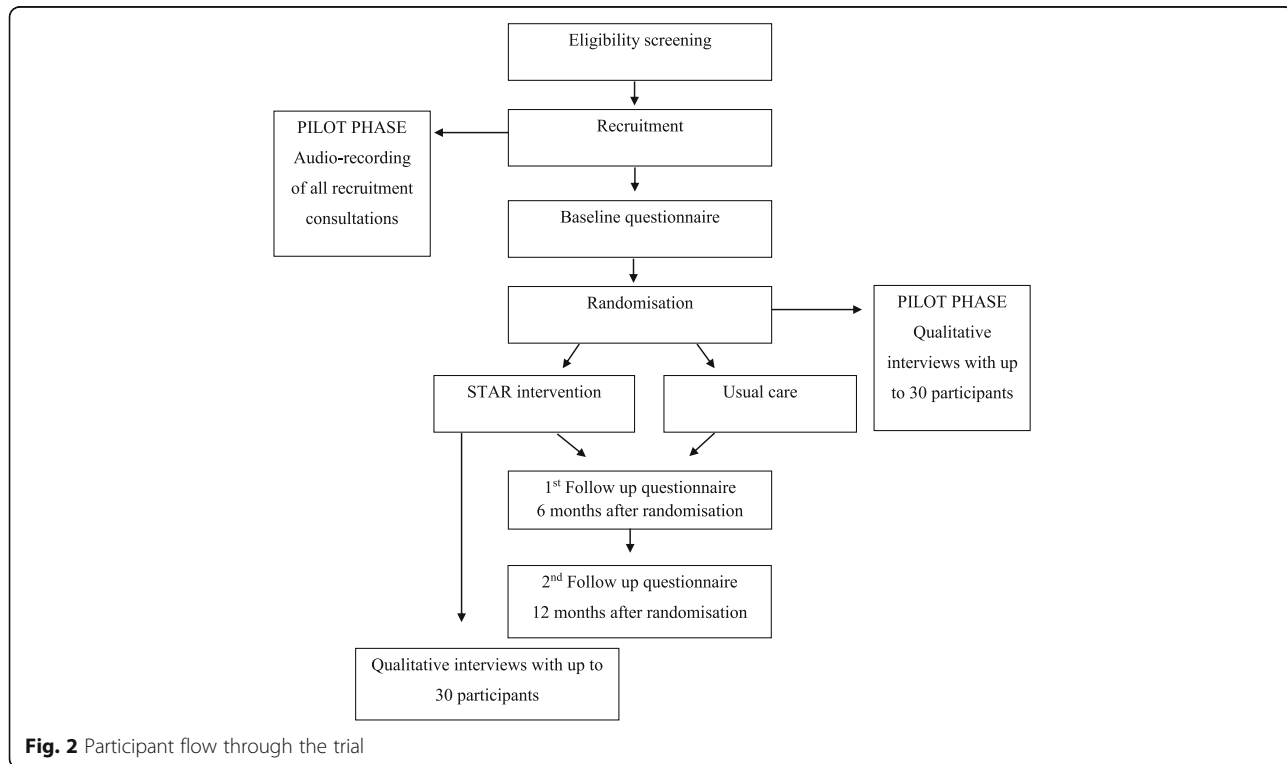 Eligibility screening
PILOT PHASE
Audio-recording
of all recruitment
consultations
Recruitment
Baseline questionnaire
Randomisation
PILOT PHASE
Qualitative
interviews with up
to 30 participants
STAR intervention
Usual care
1st Follow up questionnaire
6 months after randomisation
2nd Follow up questionnaire
12 months after randomisation
Qualitative interviews with up to
30 participants
Fig. 2 Participant flow through the trial